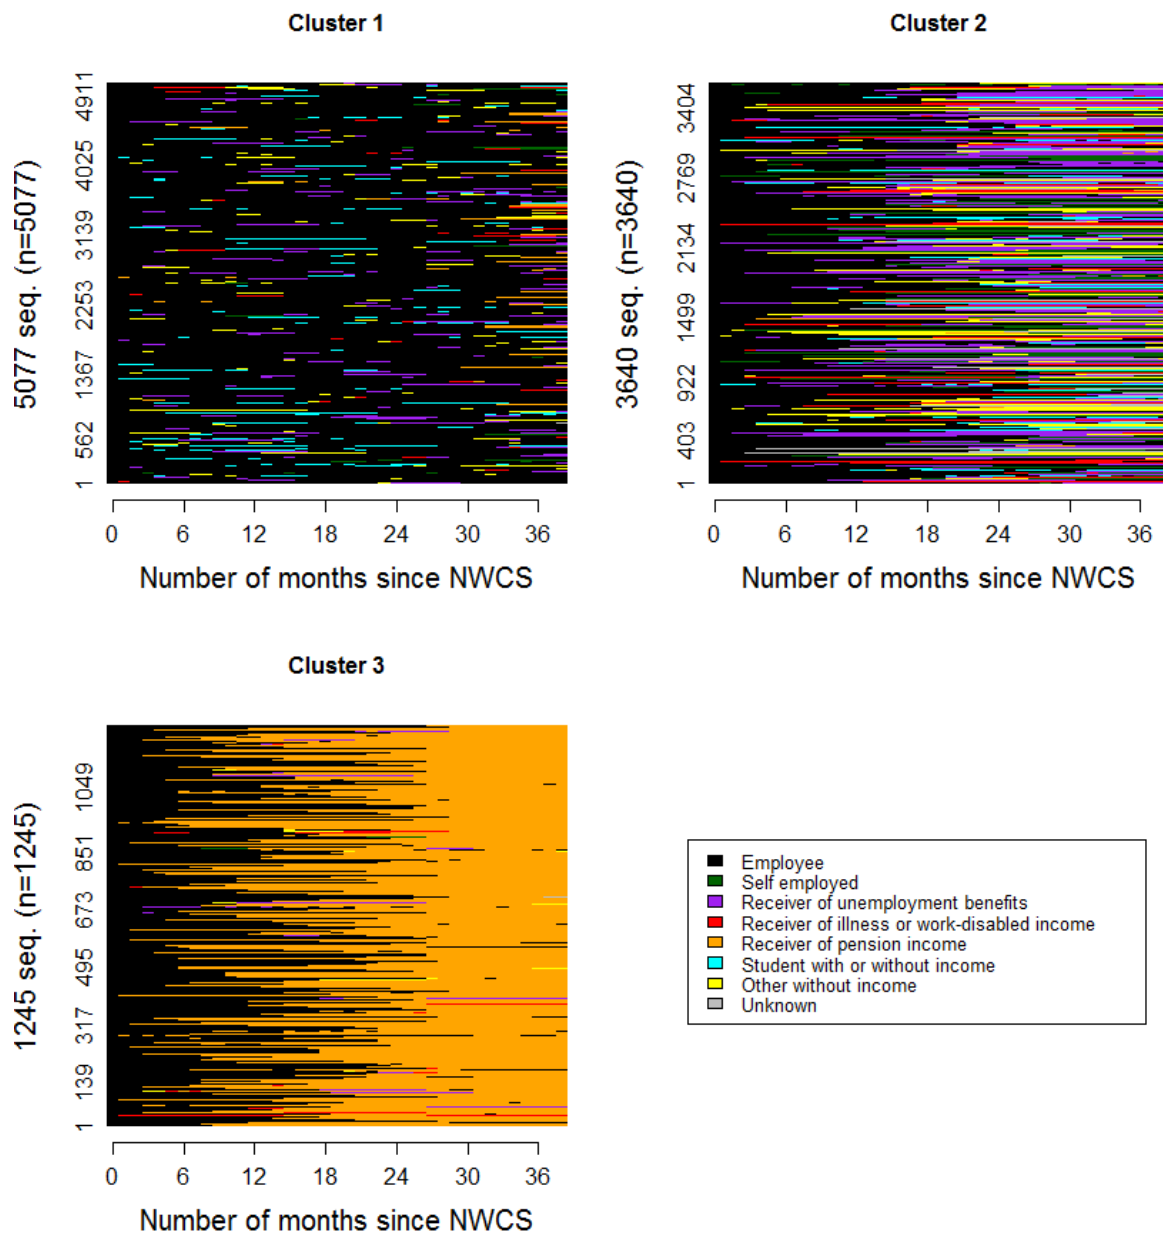 Cluster 1
5077 seq. (n=5077)
4911
4025
3139
2253
1367
562
1
0 6 12 18 24 30 36
Number of months since NWCS
Cluster 2
3640 seq. (n=3640)
3404
2769
2134
1499
922
403
1
0 6 12 18 24 30 36
Number of months since NWCS
Cluster 3
1245 seq. (n=1245)
1049
851
673
495
317
139
1
0 6 12 18 24 30 36
Number of months since NWCS
Employee
Self employed
Receiver of unemployment benefits
Receiver of illness or work-disabled income
Receiver of pension income
Student with or without income
Other without income
Unknown